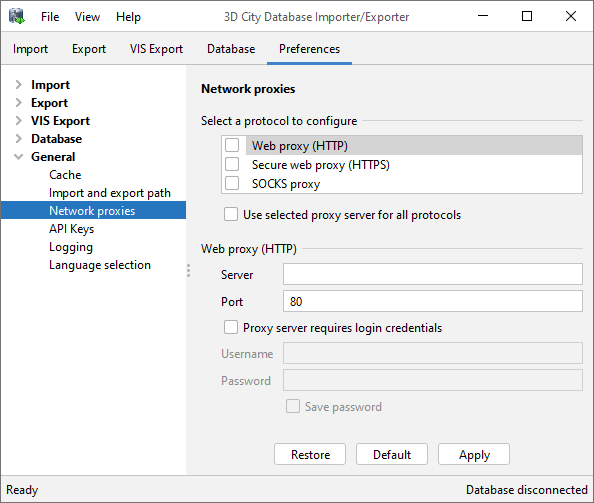 File View Help 3D City Database Importer/Exporter
Import Export VIS Export Database Preferences
Import
Export
VIS Export
Database
General
Cache
Import and export path
Network proxies
API Keys
Logging
Language selection
Network proxies
Select a protocol to configure
Web proxy (HTTP)
Secure web proxy (HTTPS)
SOCKS proxy
Use selected proxy server for all protocols
Web proxy (HTTP)
Server
Port 80
Proxy server requires login credentials
Username
Password
Save password
Restore Default Apply
Ready Database disconnected